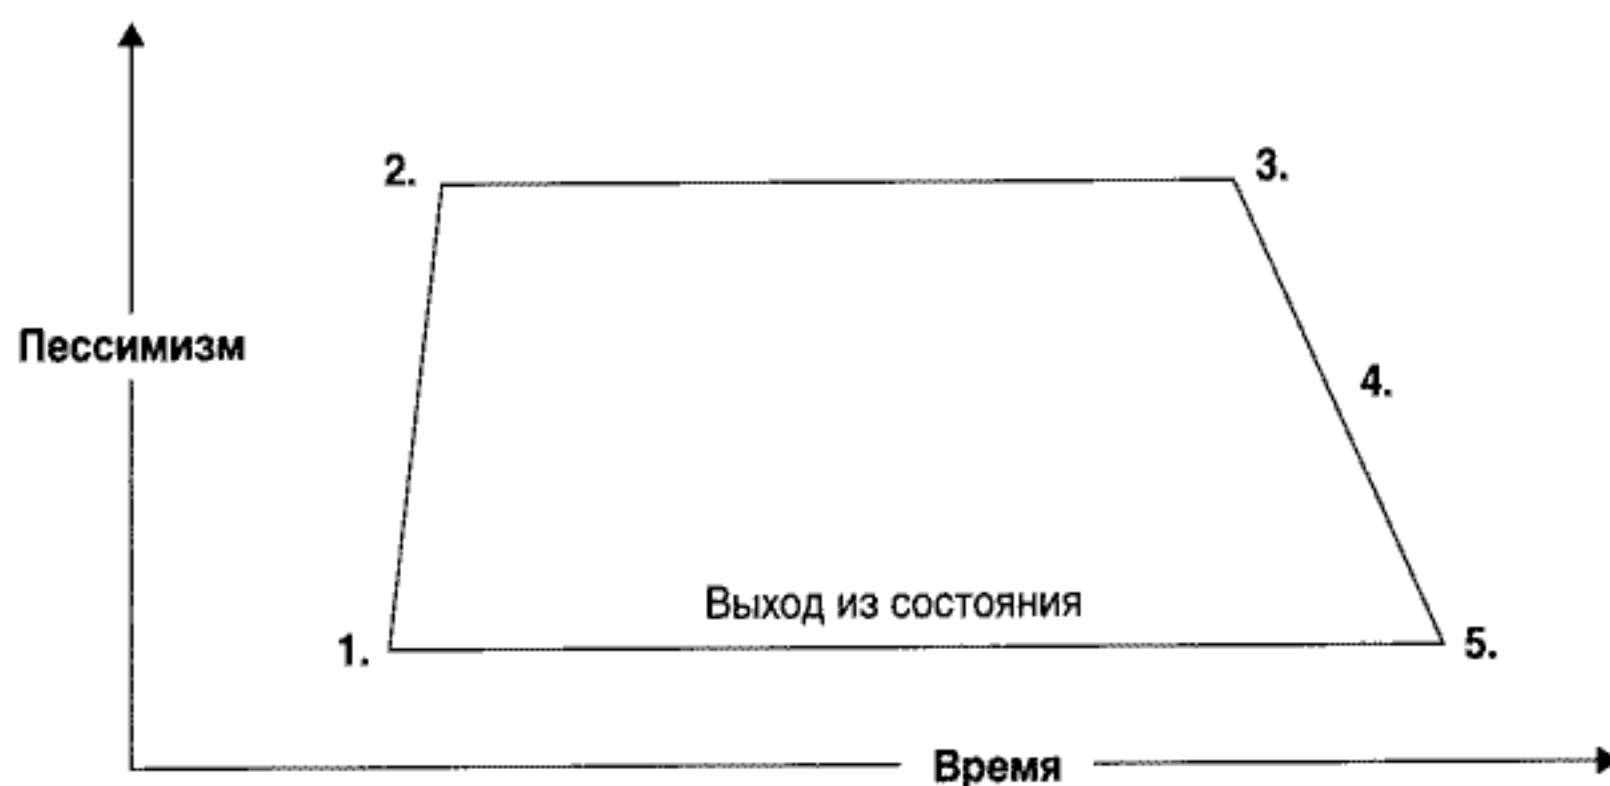 2.
3.
Пессимизм
4.
Выход из состояния
1.
5.
Время